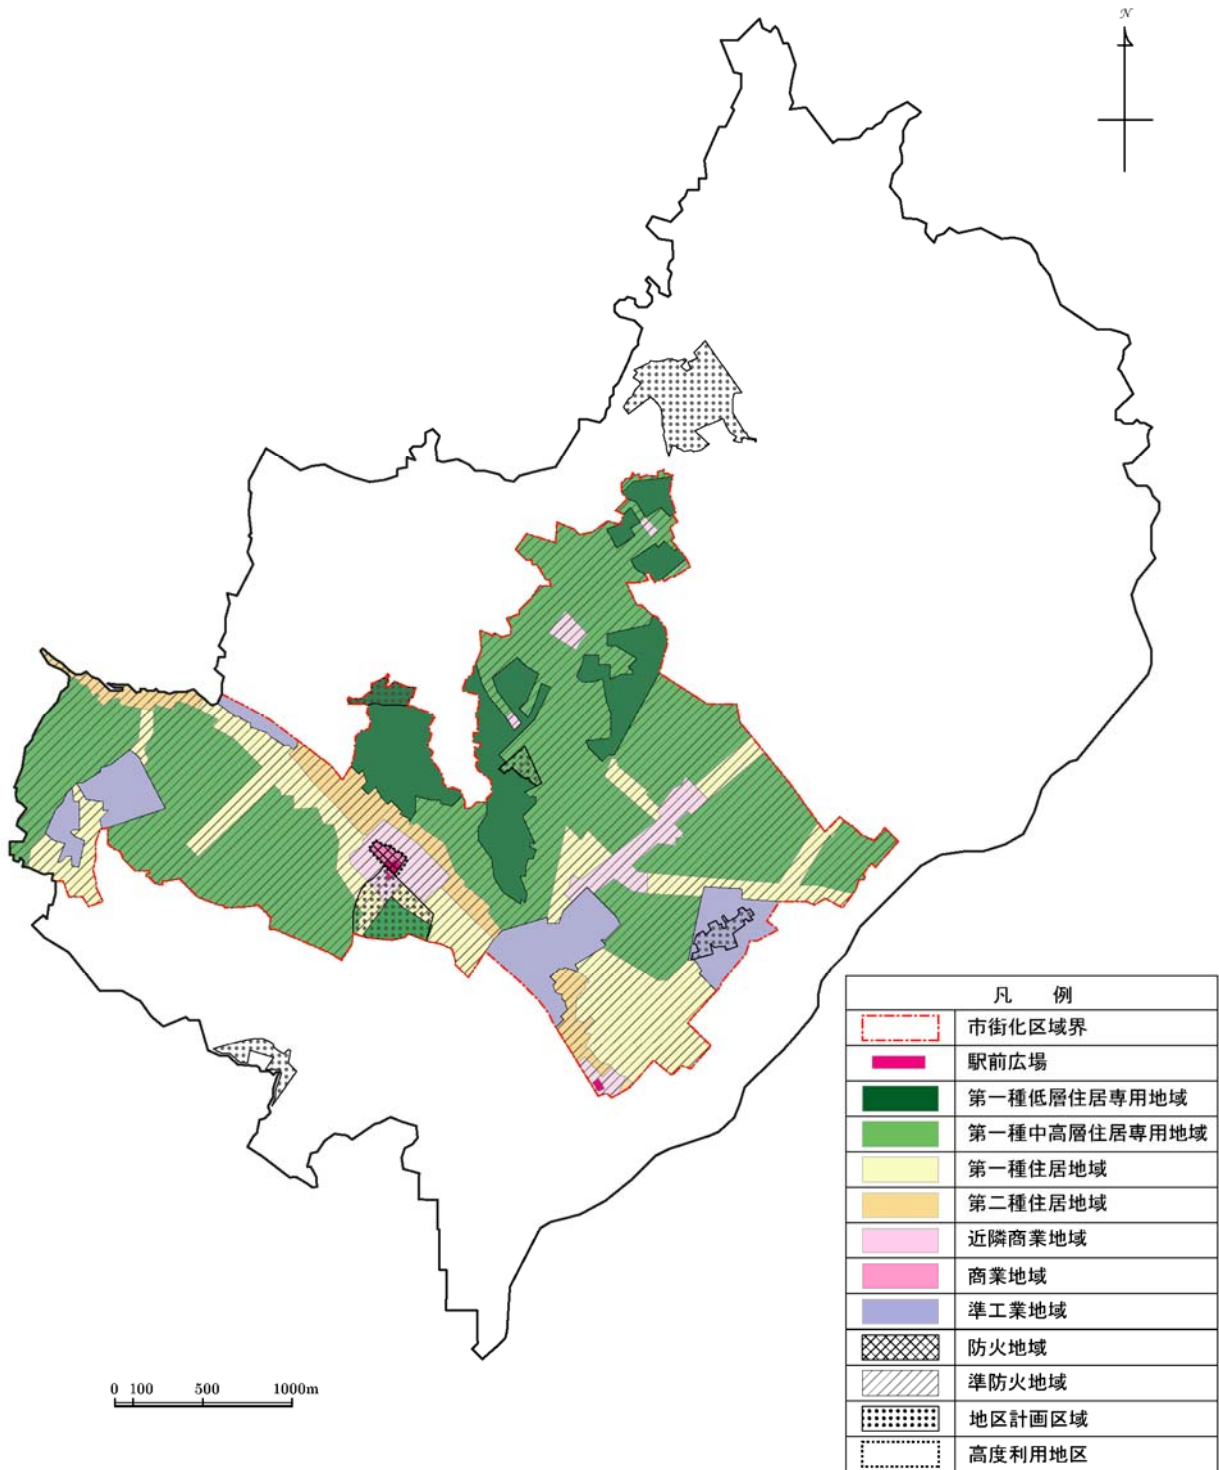 N
凡 例
市街化区域界
駅前広場
第一種低層住居専用地域
第一種中高層住居専用地域
第一種住居地域
第二種住居地域
近隣商業地域
商業地域
準工業地域
防火地域
準防火地域
地区計画区域
高度利用地区
0 100 500 1000m